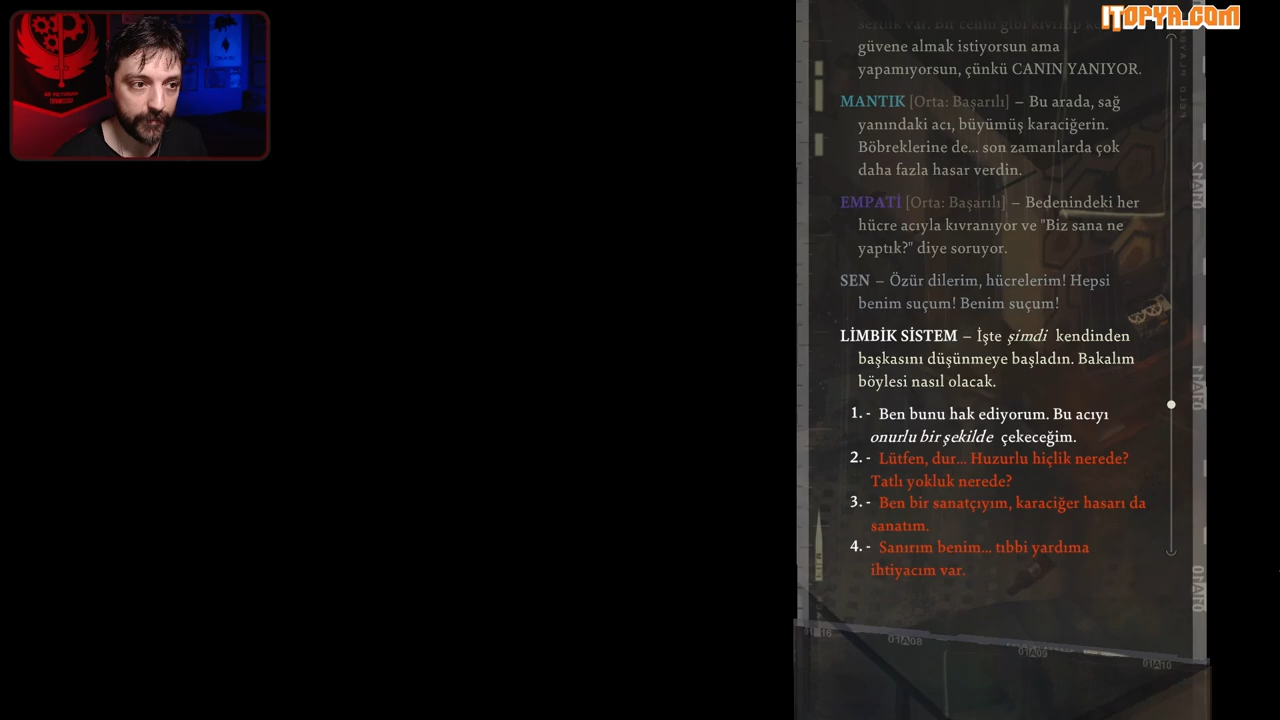 ITOPYA.COM
güvene almak istiyorsun ama
yapamıyorsun, çünkü CANIN YANIYOR.
MANTIK [Orta: Başarılı] – Bu arada, sağ
yanındaki acı, büyümüş karaciğerin.
Böbreklerine de... son zamanlarda çok
daha fazla hasar verdin.
EMPATİ [Orta: Başarılı] – Bedenindeki her
hücre acıyla kıvranıyor ve "Biz sana ne
yaptık?" diye soruyor.
SEN – Özür dilerim, hücrelerim! Hepsi
benim suçum! Benim suçum!
LİMBİK SİSTEM – İşte şimdi kendinden
başkasını düşünmeye başladın. Bakalım
böylesi nasıl olacak.
1. - Ben bunu hak ediyorum. Bu acıyı
onurlu bir şekilde çekeceğim.
2. - Lütfen, dur... Huzurlu hiçlik nerede?
Tatlı yokluk nerede?
3. - Ben bir sanatçıyım, karaciğer hasarı da
sanatım.
4. - Sanırım benim... tıbbi yardıma
ihtiyacım var.
01A08
01A09
01A10